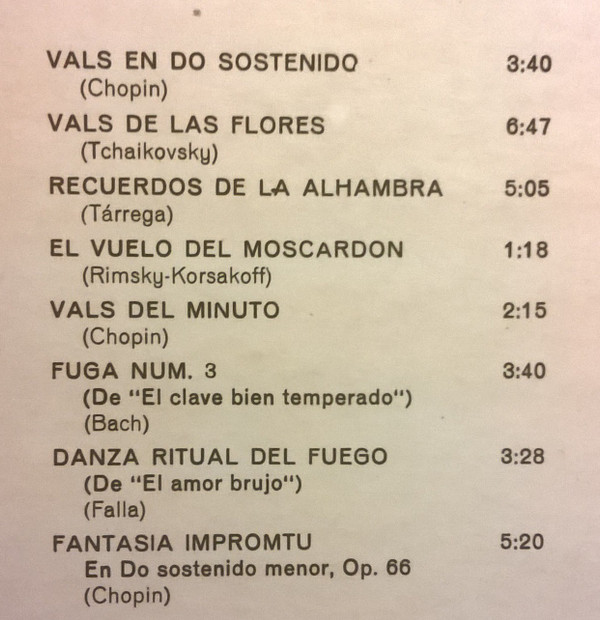 VALS EN DO SOSTENIDO 3:40
(Chopin)
VALS DE LAS FLORES 6:47
(Tchaikovsky)
RECUERDOS DE LA ALHAMBRA 5:05
(Tárrega)
EL VUELO DEL MOSCARDON 1:18
(Rimsky-Korsakoff)
VALS DEL MINUTO 2:15
(Chopin)
FUGA NUM. 3 3:40
(De “El clave bien temperado“)
(Bach)
DANZA RITUAL DEL FUEGO 3:28
(De “El amor brujo“)
(Falla)
FANTASIA IMPROMTU 5:20
En Do sostenido menor, Op. 66
(Chopin)